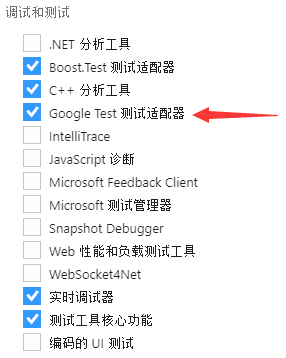 调试和测试
.NET 分析工具
Boost.Test 测试适配器
C++ 分析工具
Google Test 测试适配器
IntelliTrace
JavaScript 诊断
Microsoft Feedback Client
Microsoft 测试管理器
Snapshot Debugger
Web 性能和负载测试工具
WebSocket4Net
实时调试器
测试工具核心功能
编码的 UI 测试